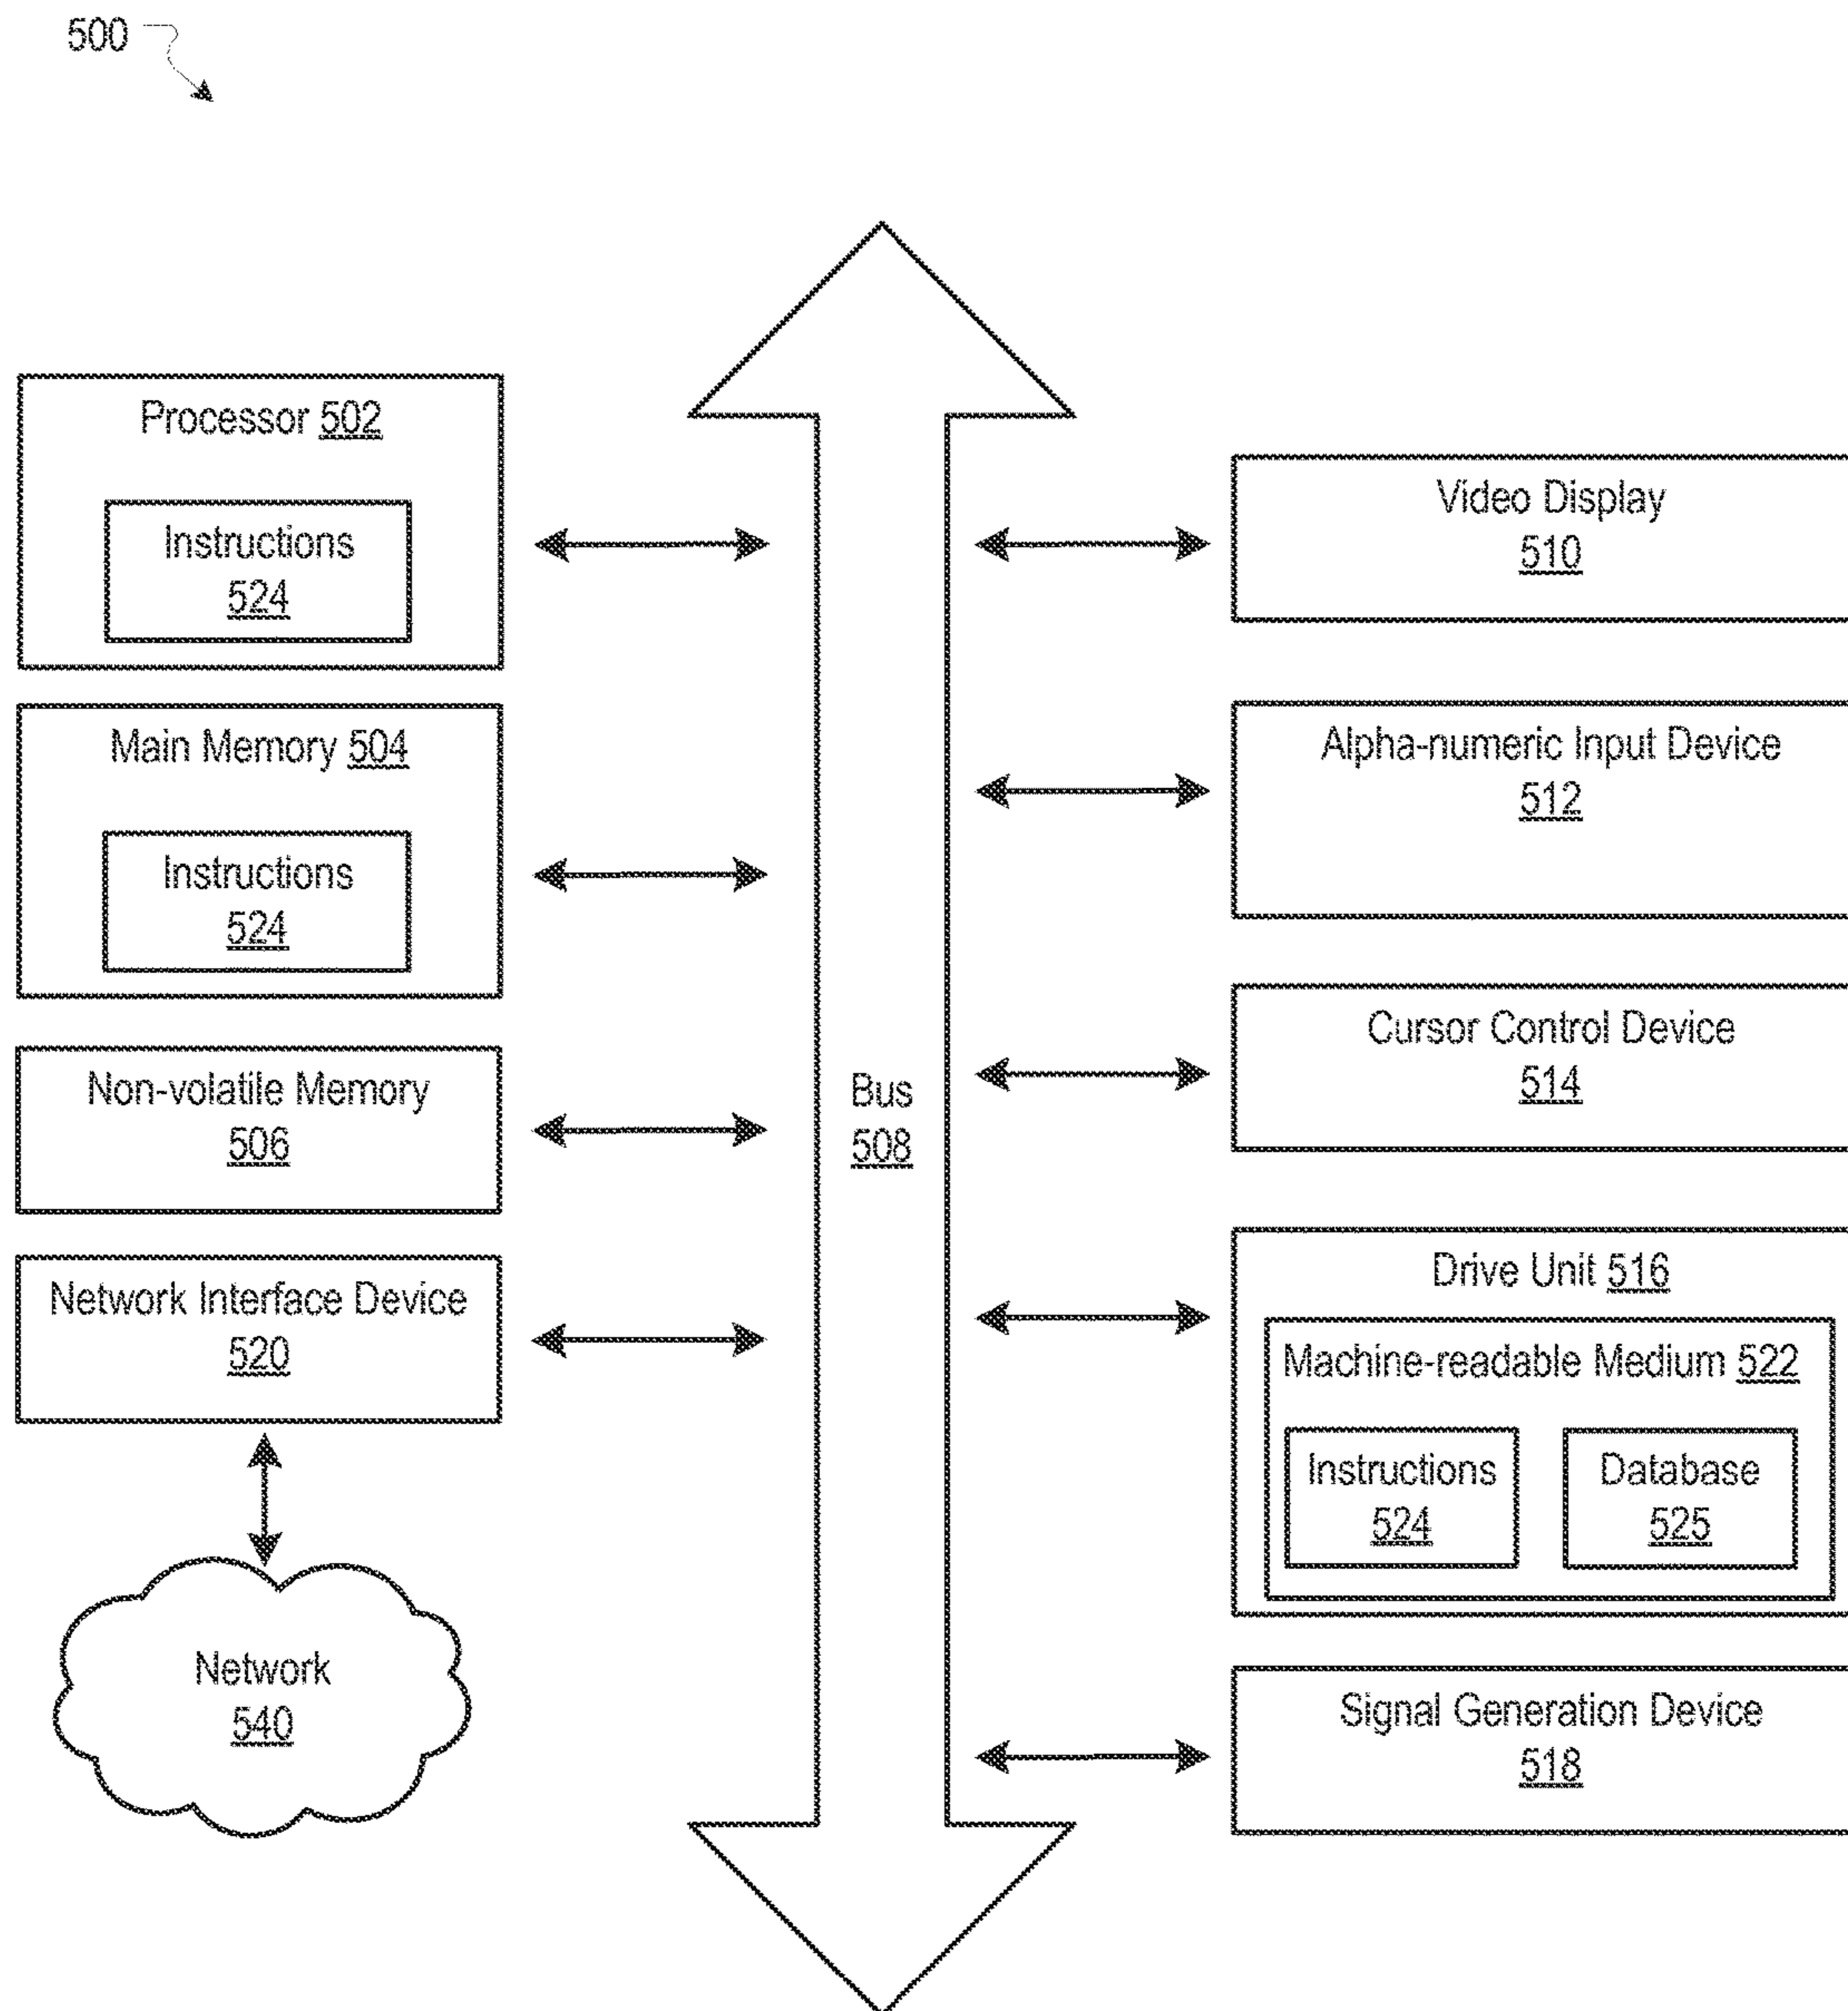 500
Processor 502
Instructions
524
Main Memory 504
Instructions
524
Non-volatile Memory
506
Network Interface Device
520
Network
540
Bus
508
Video Display
510
Alpha-numeric Input Device
512
Cursor Control Device
514
Drive Unit 516
Machine-readable Medium 522
Instructions
524
Database
525
Signal Generation Device
518